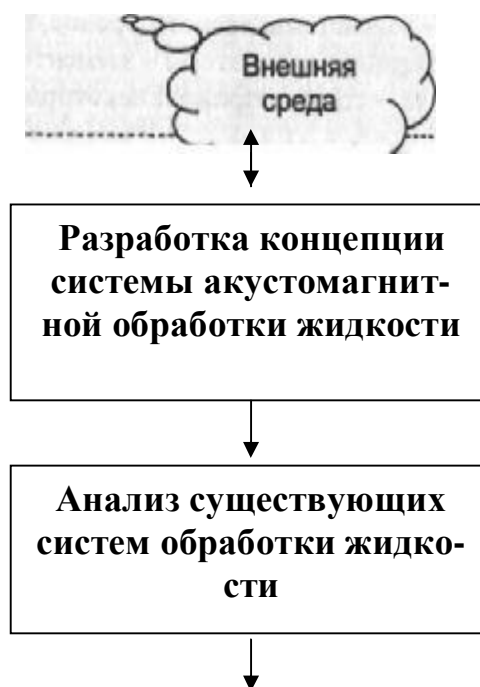 Внешняя
среда
Разработка концепции
системы акустомагнит-
ной обработки жидкости
Анализ существующих
систем обработки жидко-
сти